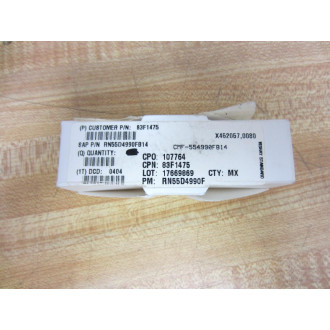 (P) CUSTOMER P/N: 83F1475
X462067,0080
SAP P/N RN55D4990FB14
CMF-554990FB14
(Q) QUANTITY:
CPO: 107764
CPN: 83F1475
(1T) DCD: 0404
LOT: 17669869 CTY: MX
PM: RN55D4990F